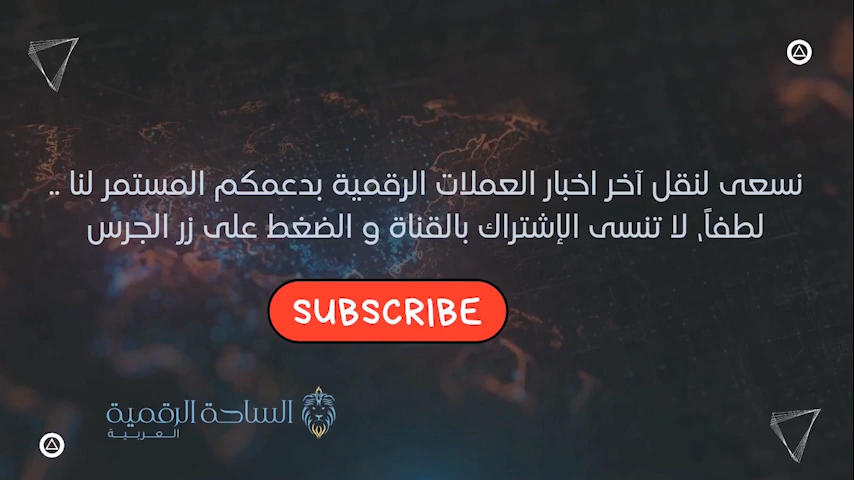 نسعى لنقل آخر اخبار العملات الرقمية بدعمكم المستمر لنا ..
لطفاً, لا تنسى الإشتراك بالقناة و الضغط على زر الجرس
SUBSCRIBE
الساحة الرقمية
العربية